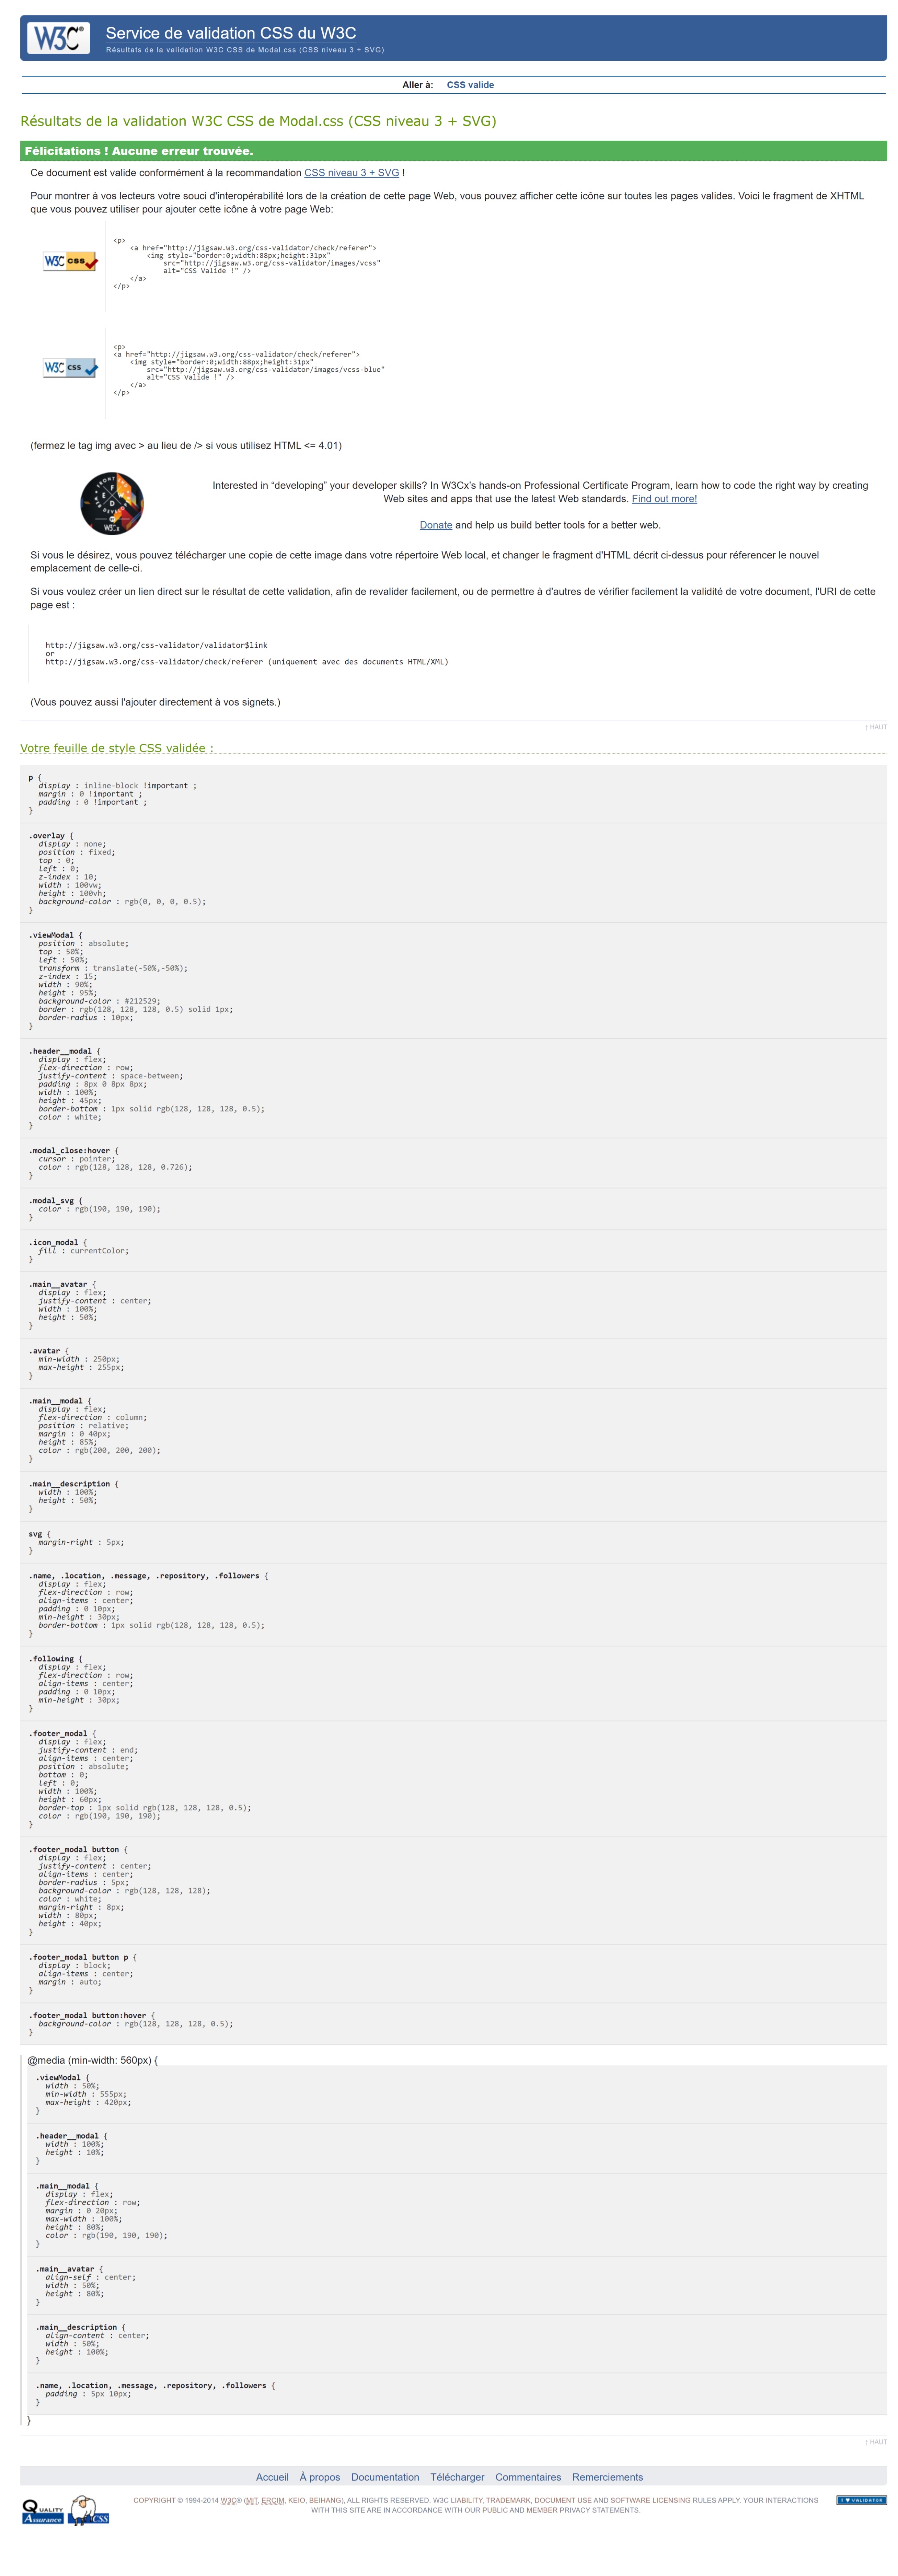 W3C®
Service de validation CSS du W3C
Résultats de la validation W3C CSS de Modal.css (CSS niveau 3 + SVG)
Aller à: CSS valide
Résultats de la validation W3C CSS de Modal.css (CSS niveau 3 + SVG)
Félicitations ! Aucune erreur trouvée.
Ce document est valide conformément à la recommandation CSS niveau 3 + SVG !
Pour montrer à vos lecteurs votre souci d'interopérabilité lors de la création de cette page Web, vous pouvez afficher cette icône sur toutes les pages valides. Voici le fragment de XHTML
que vous pouvez utiliser pour ajouter cette icône à votre page Web:
W3C CSS
<p>
<a href="http://jigsaw.w3.org/css-validator/check/referer">
<img style="border:0;width:88px;height:31px"
src="http://jigsaw.w3.org/css-validator/images/vcss"
alt="CSS Valide !" />
</a>
</p>
W3C CSS
<p>
<a href="http://jigsaw.w3.org/css-validator/check/referer">
<img style="border:0;width:88px;height:31px"
src="http://jigsaw.w3.org/css-validator/images/vcss-blue"
alt="CSS Valide !" />
</a>
</p>
(fermez le tag img avec > au lieu de /> si vous utilisez HTML <= 4.01)
Interested in “developing” your developer skills? In W3Cx’s hands-on Professional Certificate Program, learn how to code the right way by creating
Web sites and apps that use the latest Web standards. Find out more!
Donate and help us build better tools for a better web.
Si vous le désirez, vous pouvez télécharger une copie de cette image dans votre répertoire Web local, et changer le fragment d'HTML décrit ci-dessus pour réferencer le nouvel
emplacement de celle-ci.
Si vous voulez créer un lien direct sur le résultat de cette validation, afin de revalider facilement, ou de permettre à d'autres de vérifier facilement la validité de votre document, l'URI de cette
page est :
http://jigsaw.w3.org/css-validator/validator$link
or
http://jigsaw.w3.org/css-validator/check/referer (uniquement avec des documents HTML/XML)
(Vous pouvez aussi l'ajouter directement à vos signets.)
↑ HAUT
Votre feuille de style CSS validée :
p {
display : inline-block !important ;
margin : 0 !important ;
padding : 0 !important ;
}
.overlay {
display : none;
position : fixed;
top : 0;
left : 0;
z-index : 10;
width : 100vw;
height : 100vh;
background-color : rgb(0, 0, 0, 0.5);
}
.viewModal {
position : absolute;
top : 50%;
left : 50%;
transform : translate(-50%,-50%);
z-index : 15;
width : 90%;
height : 95%;
background-color : #212529;
border : rgb(128, 128, 128, 0.5) solid 1px;
border-radius : 10px;
}
.header__modal {
display : flex;
flex-direction : row;
justify-content : space-between;
padding : 8px 0 8px 8px;
width : 100%;
height : 45px;
border-bottom : 1px solid rgb(128, 128, 128, 0.5);
color : white;
}
.modal_close:hover {
cursor : pointer;
color : rgb(128, 128, 128, 0.726);
}
.modal_svg {
color : rgb(190, 190, 190);
}
.icon_modal {
fill : currentColor;
}
.main__avatar {
display : flex;
justify-content : center;
width : 100%;
height : 50%;
}
.avatar {
min-width : 250px;
max-height : 255px;
}
.main__modal {
display : flex;
flex-direction : column;
position : relative;
margin : 0 40px;
height : 85%;
color : rgb(200, 200, 200);
}
.main__description {
width : 100%;
height : 50%;
}
svg {
margin-right : 5px;
}
.name, .location, .message, .repository, .followers {
display : flex;
flex-direction : row;
align-items : center;
padding : 0 10px;
min-height : 30px;
border-bottom : 1px solid rgb(128, 128, 128, 0.5);
}
.following {
display : flex;
flex-direction : row;
align-items : center;
padding : 0 10px;
min-height : 30px;
}
.footer_modal {
display : flex;
justify-content : end;
align-items : center;
position : absolute;
bottom : 0;
left : 0;
width : 100%;
height : 60px;
border-top : 1px solid rgb(128, 128, 128, 0.5);
color : rgb(190, 190, 190);
}
.footer_modal button {
display : flex;
justify-content : center;
align-items : center;
border-radius : 5px;
background-color : rgb(128, 128, 128);
color : white;
margin-right : 8px;
width : 80px;
height : 40px;
}
.footer_modal button p {
display : block;
align-items : center;
margin : auto;
}
.footer_modal button:hover {
background-color : rgb(128, 128, 128, 0.5);
}
@media (min-width: 560px) {
.viewModal {
width : 50%;
min-width : 555px;
max-height : 420px;
}
.header__modal {
width : 100%;
height : 10%;
}
.main__modal {
display : flex;
flex-direction : row;
margin : 0 20px;
max-width : 100%;
height : 80%;
color : rgb(190, 190, 190);
}
.main__avatar {
align-self : center;
width : 50%;
height : 80%;
}
.main__description {
align-content : center;
width : 50%;
height : 100%;
}
.name, .location, .message, .repository, .followers {
padding : 5px 10px;
}
}
↑ HAUT
Accueil À propos Documentation Télécharger Commentaires Remerciements
QUALITY
Assurance
CSS
COPYRIGHT © 1994-2014 W3C® (MIT, ERCIM, KEIO, BEIHANG), ALL RIGHTS RESERVED. W3C LIABILITY, TRADEMARK, DOCUMENT USE AND SOFTWARE LICENSING RULES APPLY. YOUR INTERACTIONS
WITH THIS SITE ARE IN ACCORDANCE WITH OUR PUBLIC AND MEMBER PRIVACY STATEMENTS.
I ♥ VALIDATOR